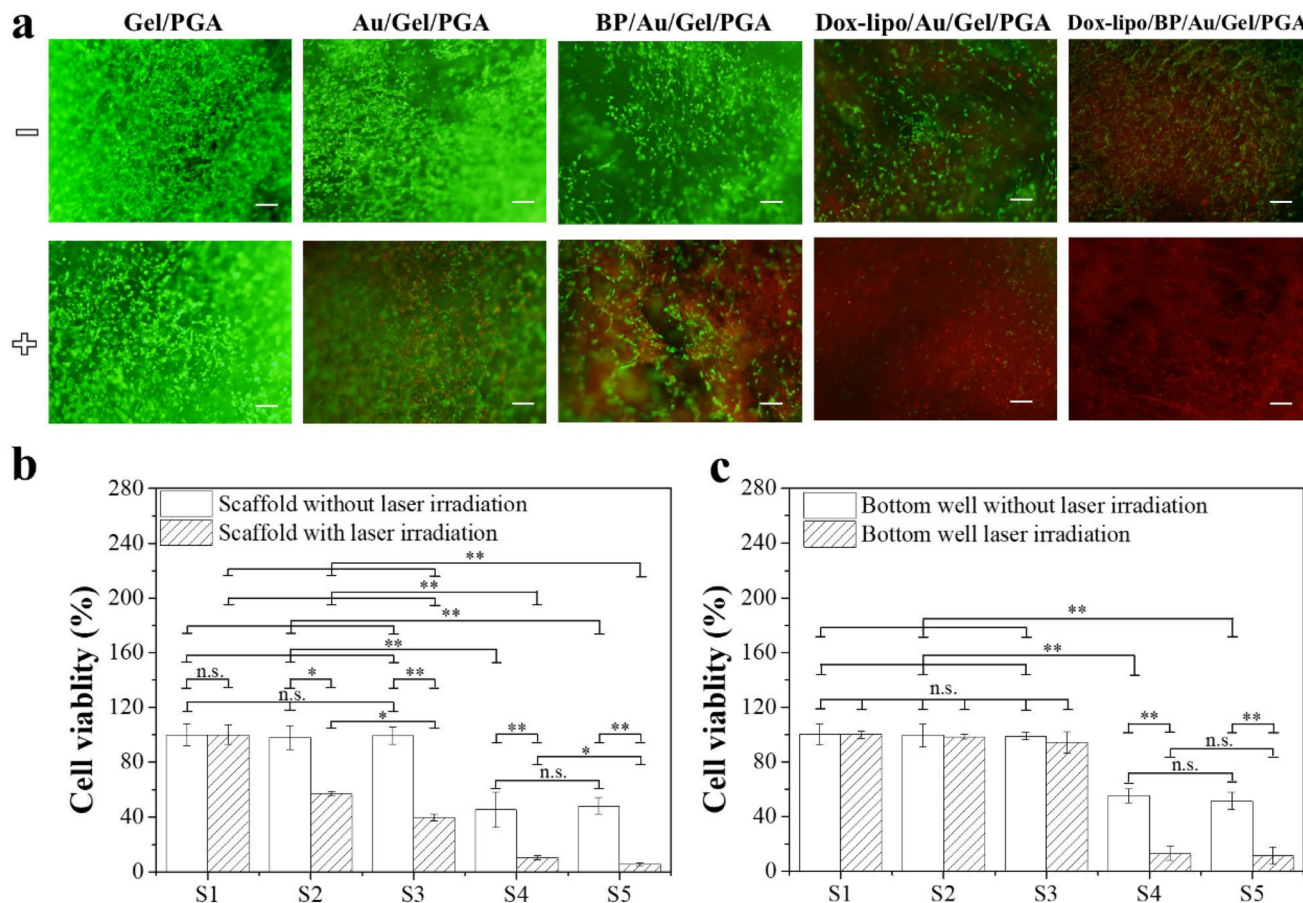 a
Gel/PGA
Au/Gel/PGA
BP/Au/Gel/PGA
Dox-lipo/Au/Gel/PGA
Dox-lipo/BP/Au/Gel/PGA
−
+
b
Cell viablity (%)
280
240
200
160
120
80
40
0
Scaffold without laser irradiation
Scaffold with laser irradiation
**
**
**
**
n.s.
*
**
n.s.
*
**
**
*
n.s.
S1
S2
S3
S4
S5
c
Cell viablity (%)
280
240
200
160
120
80
40
0
Bottom well without laser irradiation
Bottom well laser irradiation
**
**
n.s.
**
**
n.s.
n.s.
S1
S2
S3
S4
S5